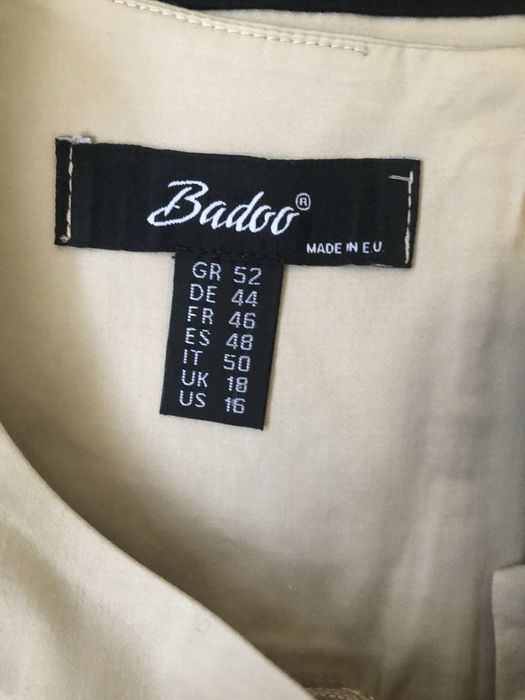 Badoo®
MADE IN E.U.
GR 52
DE 44
FR 46
ES 48
IT 50
UK 18
US 16